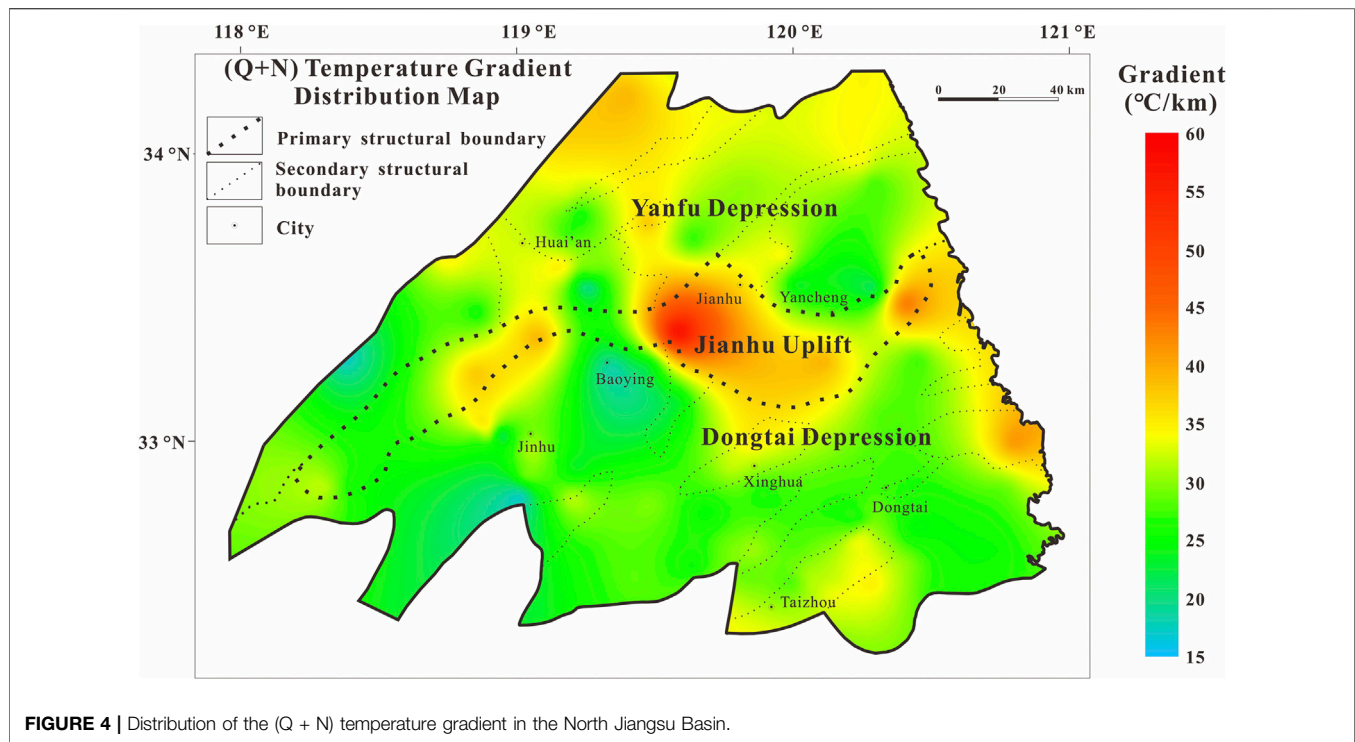 118 °E 119 °E 120 °E 121 °E
(Q+N) Temperature Gradient
Distribution Map
Primary structural boundary
Secondary structural
boundary
City
34 °N
33 °N
0 20 40 km
Gradient
(°C/km)
60
55
50
45
40
35
30
25
20
15
Yanfu Depression
Huai'an
Jianhu
Yancheng
Jianhu Uplift
Baoying
Dongtai Depression
Jinhu
Xinghua
Dongtai
Taizhou
FIGURE 4 | Distribution of the (Q + N) temperature gradient in the North Jiangsu Basin.